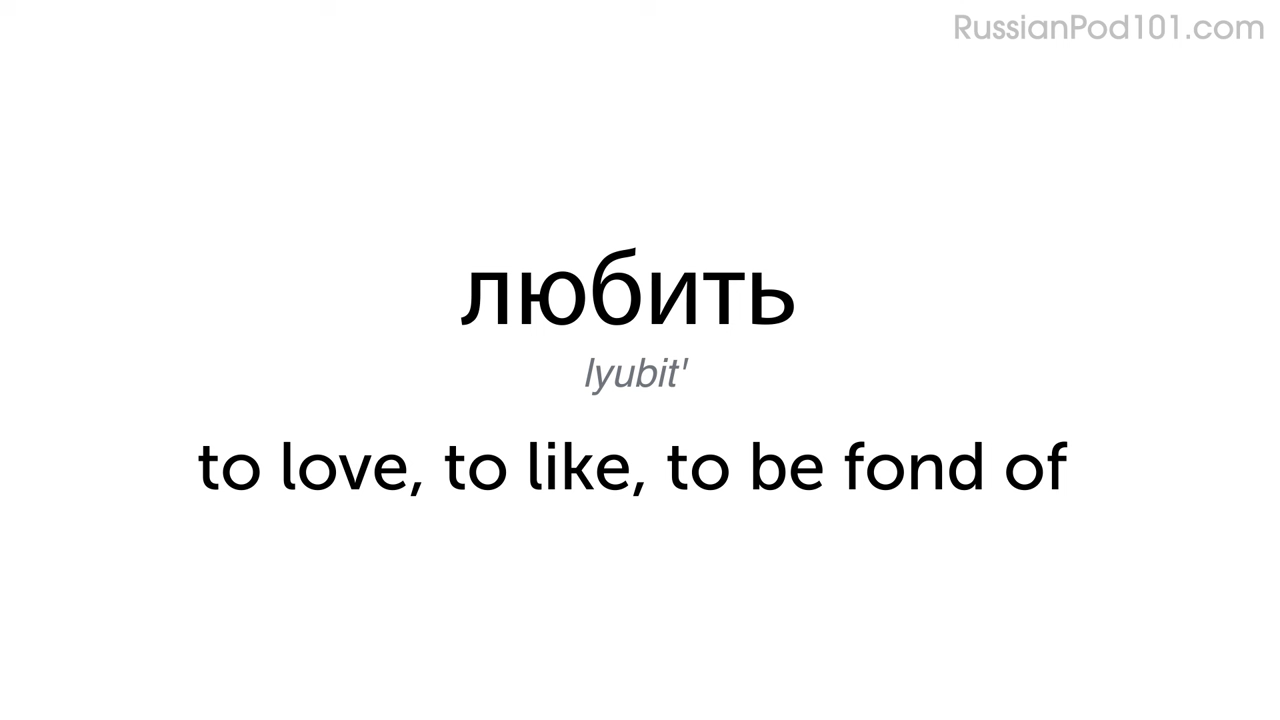 RussianPod101.com
любить
lyubit'
to love, to like, to be fond of